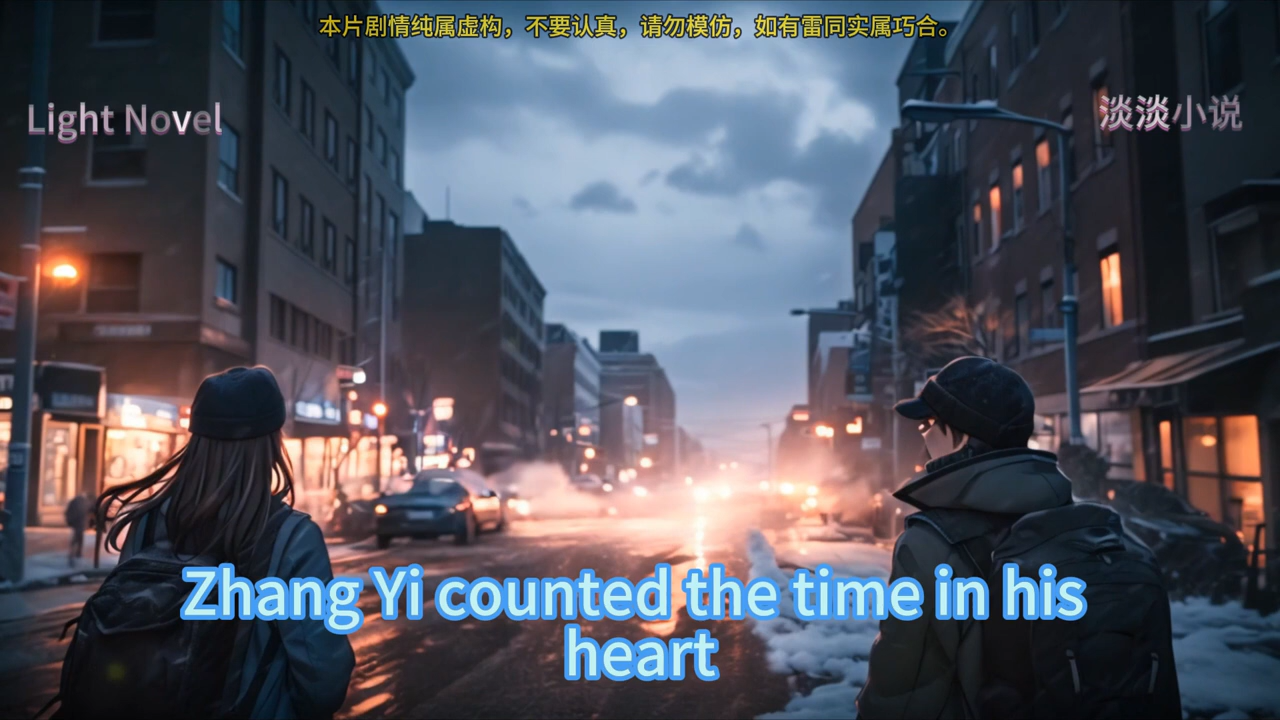 本片剧情纯属虚构，不要认真，请勿模仿，如有雷同实属巧合。
Light Novel
淡淡小说
Zhang Yi counted the time in his
heart